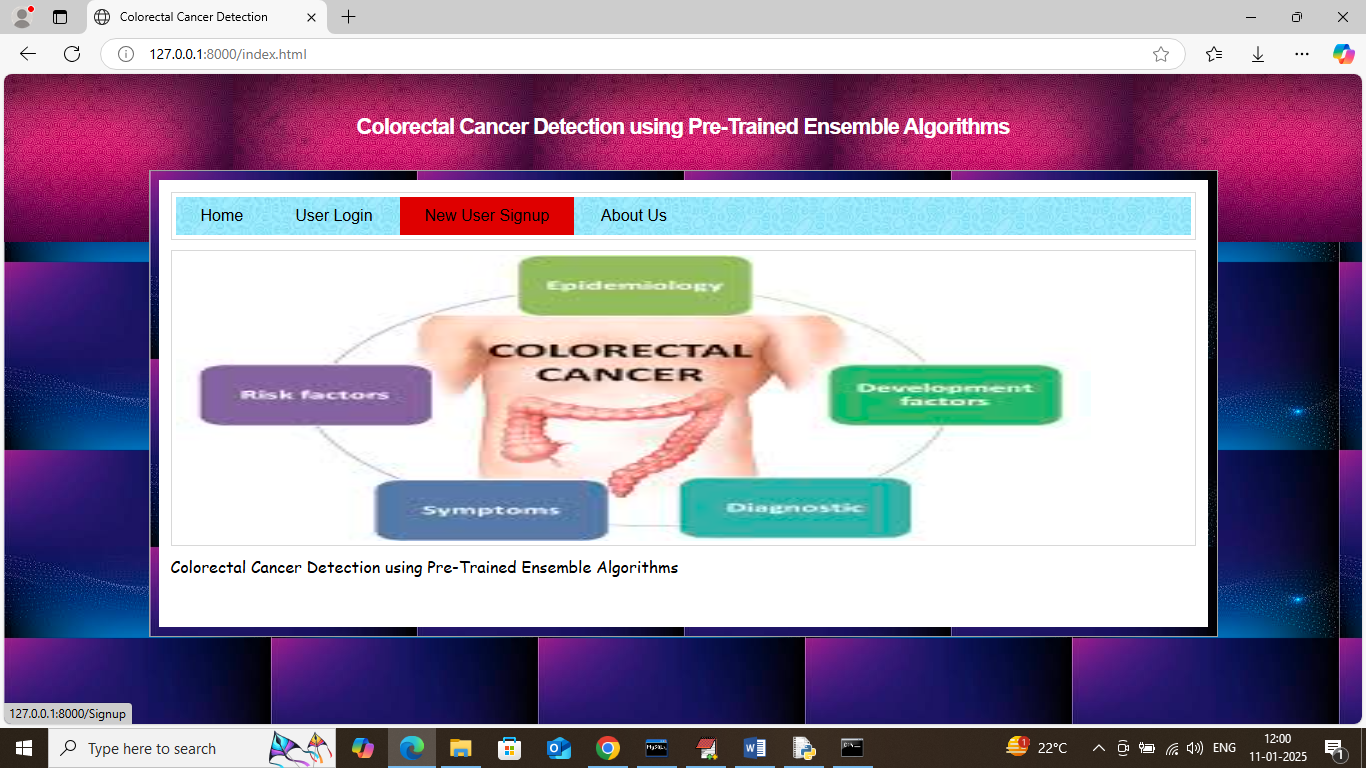 Colorectal Cancer Detection
127.0.0.1:8000/index.html
Colorectal Cancer Detection using Pre-Trained Ensemble Algorithms
Home User Login New User Signup About Us
Epidemiology
COLORECTAL
CANCER
Risk factors
Development
factors
Symptoms
Diagnostic
Colorectal Cancer Detection using Pre-Trained Ensemble Algorithms
127.0.0.1:8000/Signup
Type here to search
MySQL
1
22°C
ENG
12:00
11-01-2025
1